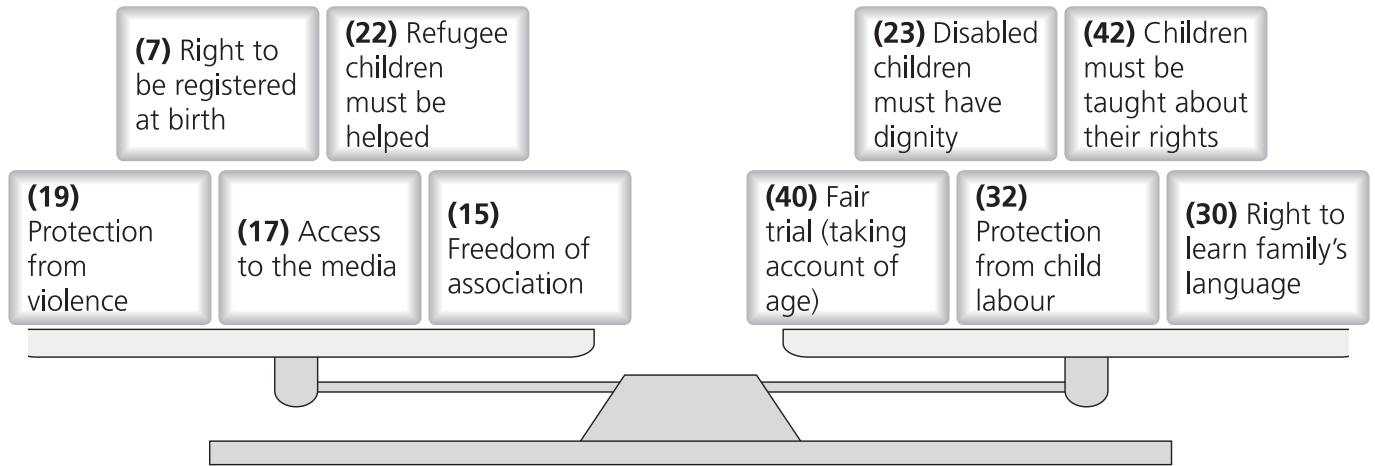 (7) Right to
be registered
at birth
(22) Refugee
children
must be
helped
(23) Disabled
children
must have
dignity
(42) Children
must be
taught about
their rights
(19)
Protection
from
violence
(17) Access
to the media
(15)
Freedom of
association
(40) Fair
trial (taking
account of
age)
(32)
Protection
from child
labour
(30) Right to
learn family's
language